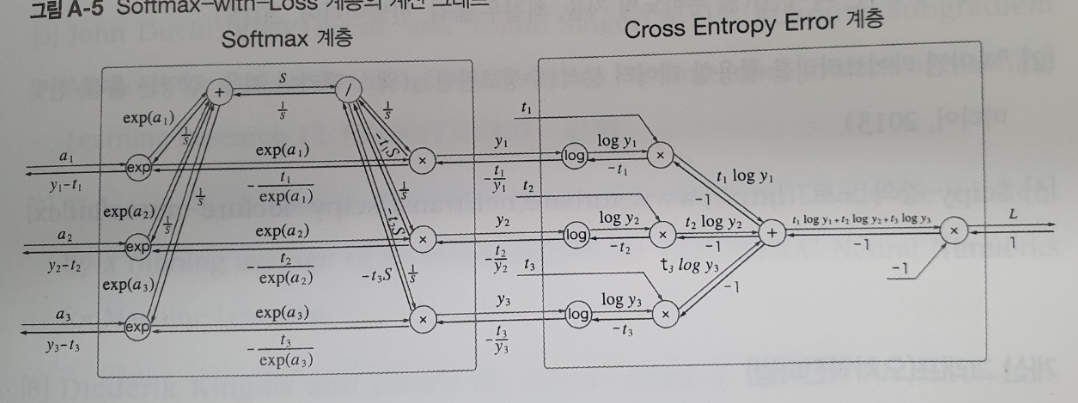 그림 A-5 Softmax-with-Loss 계층의 계산 그래프
Softmax 계층
Cross Entropy Error 계층
S
+
/
1/S
exp(a₁)
1/S
1/S
-t₁S
t₁
a₁
exp
exp(a₁)
×
y₁
log
log y₁
×
y₁-t₁
- t₁/exp(a₁)
- t₁/y₁
-t₁
t₁ log y₁
-1
1/S
1/S
t₂
exp(a₂)
1/S
-t₂S
a₂
exp
exp(a₂)
×
y₂
log
log y₂
×
t₂ log y₂
+
t₁ log y₁+t₂ log y₂+t₃ log y₃
×
L
y₂-t₂
- t₂/exp(a₂)
- t₂/y₂
-t₂
-1
-1
1
exp(a₃)
-t₃S
1/S
t₃
t₃ log y₃
-1
-1
a₃
exp
exp(a₃)
×
y₃
log
log y₃
×
y₃-t₃
- t₃/exp(a₃)
- t₃/y₃
-t₃